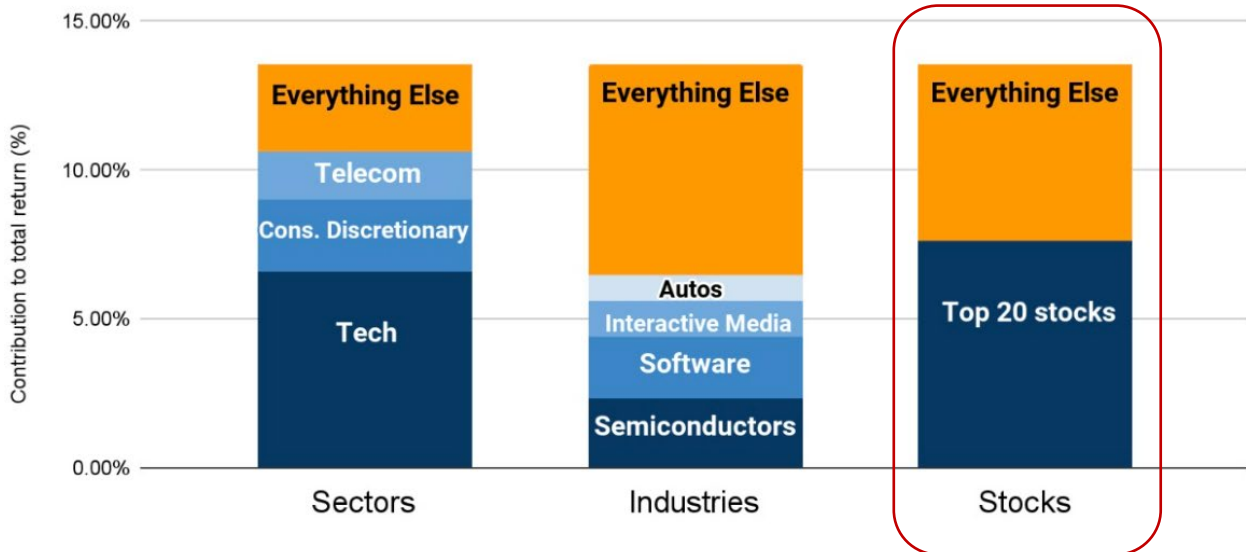 Contribution to total return (%)
15.00%
10.00%
5.00%
0.00%
Everything Else
Telecom
Cons. Discretionary
Tech
Sectors
Everything Else
Autos
Interactive Media
Software
Semiconductors
Industries
Everything Else
Top 20 stocks
Stocks